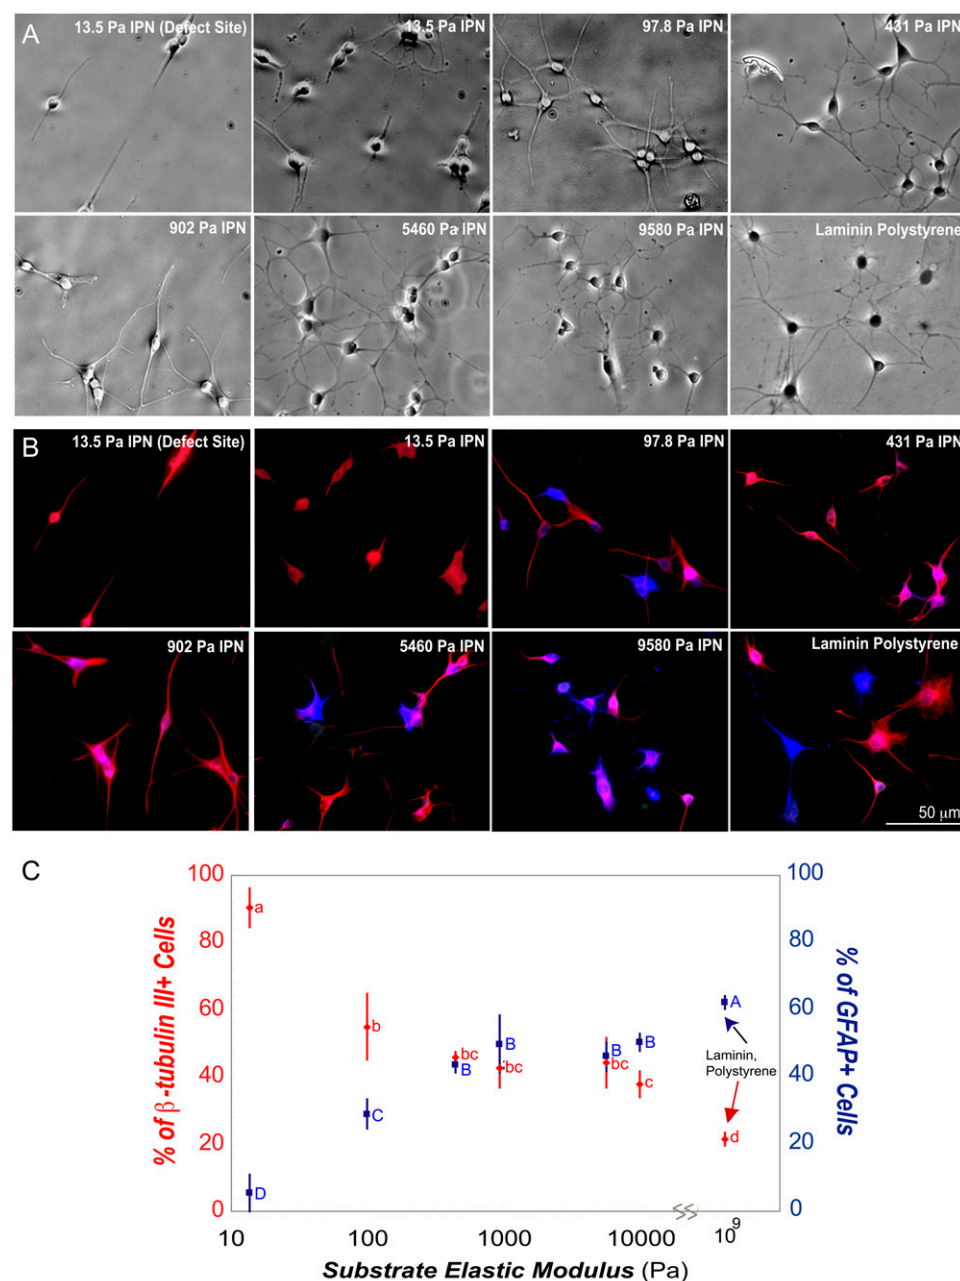 A
13.5 Pa IPN (Defect Site)
13.5 Pa IPN
97.8 Pa IPN
431 Pa IPN
902 Pa IPN
5460 Pa IPN
9580 Pa IPN
Laminin Polystyrene
B
13.5 Pa IPN (Defect Site)
13.5 Pa IPN
97.8 Pa IPN
431 Pa IPN
902 Pa IPN
5460 Pa IPN
9580 Pa IPN
Laminin Polystyrene
50 μm
C
% of β-tubulin III+ Cells
100
80
60
40
20
0
a
b
bc
bc
bc
c
d
D
C
B
B
B
B
A
Laminin,
Polystyrene
100
80
60
40
20
0
% of GFAP+ Cells
10
100
1000
10000
10⁹
Substrate Elastic Modulus (Pa)